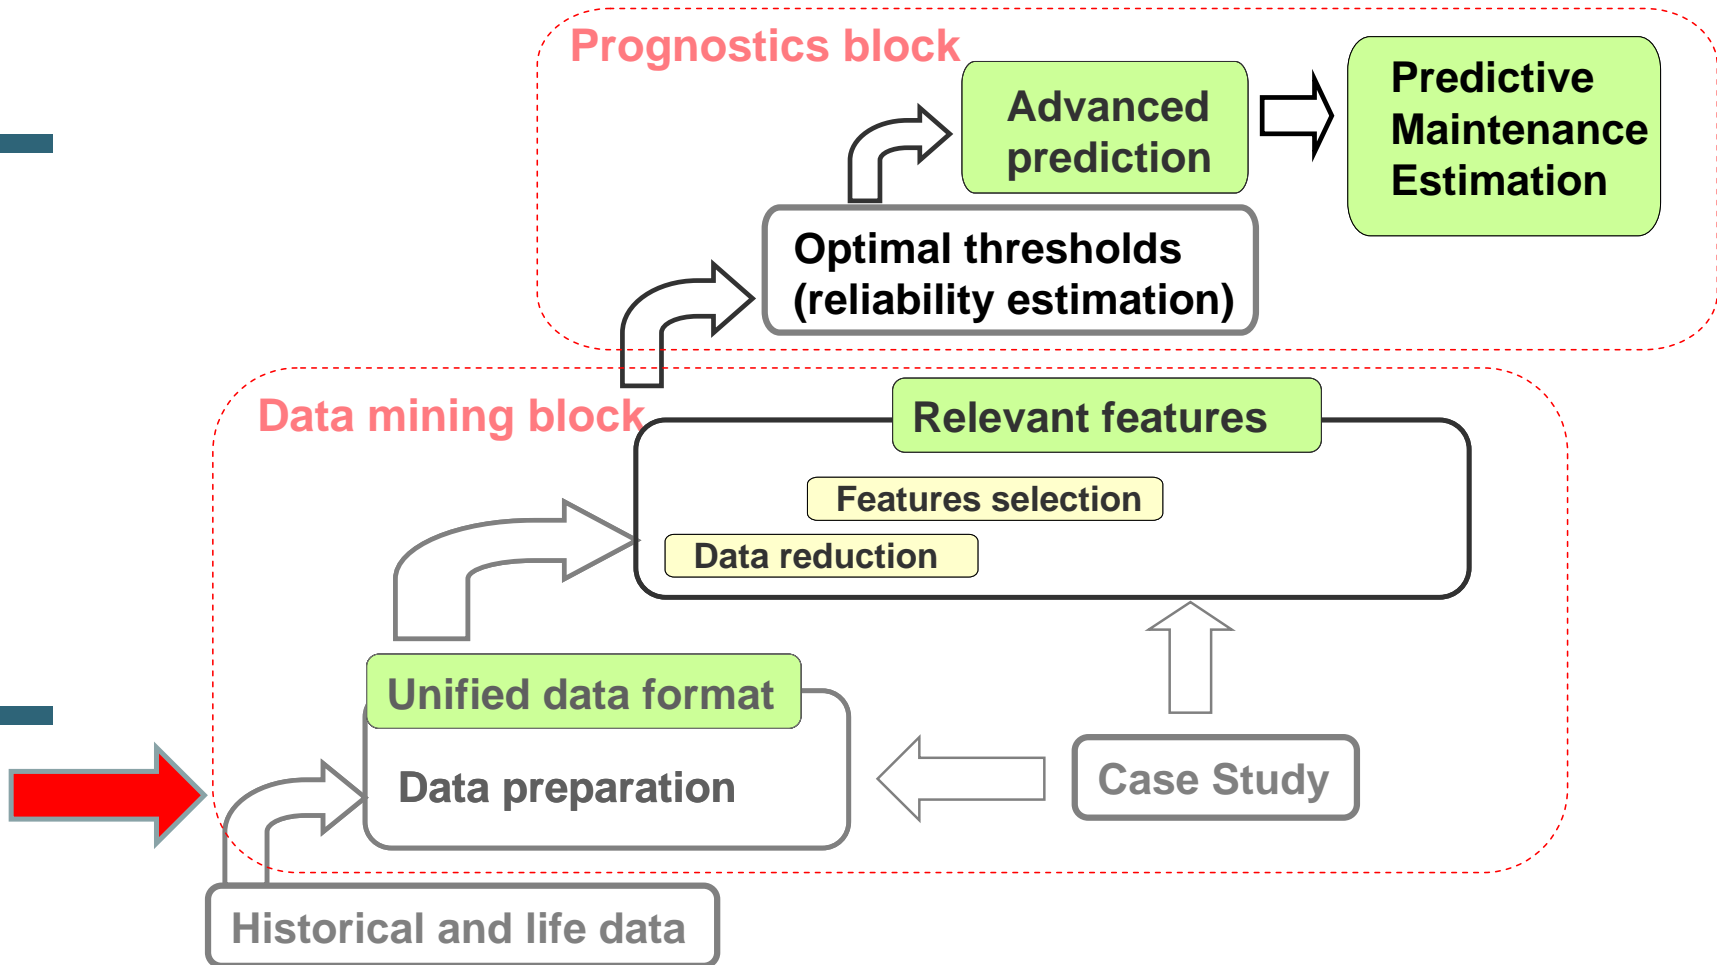 Prognostics block
Advanced
prediction
Predictive
Maintenance
Estimation
Optimal thresholds
(reliability estimation)
Data mining block
Relevant features
Features selection
Data reduction
Unified data format
Data preparation
Case Study
Historical and life data